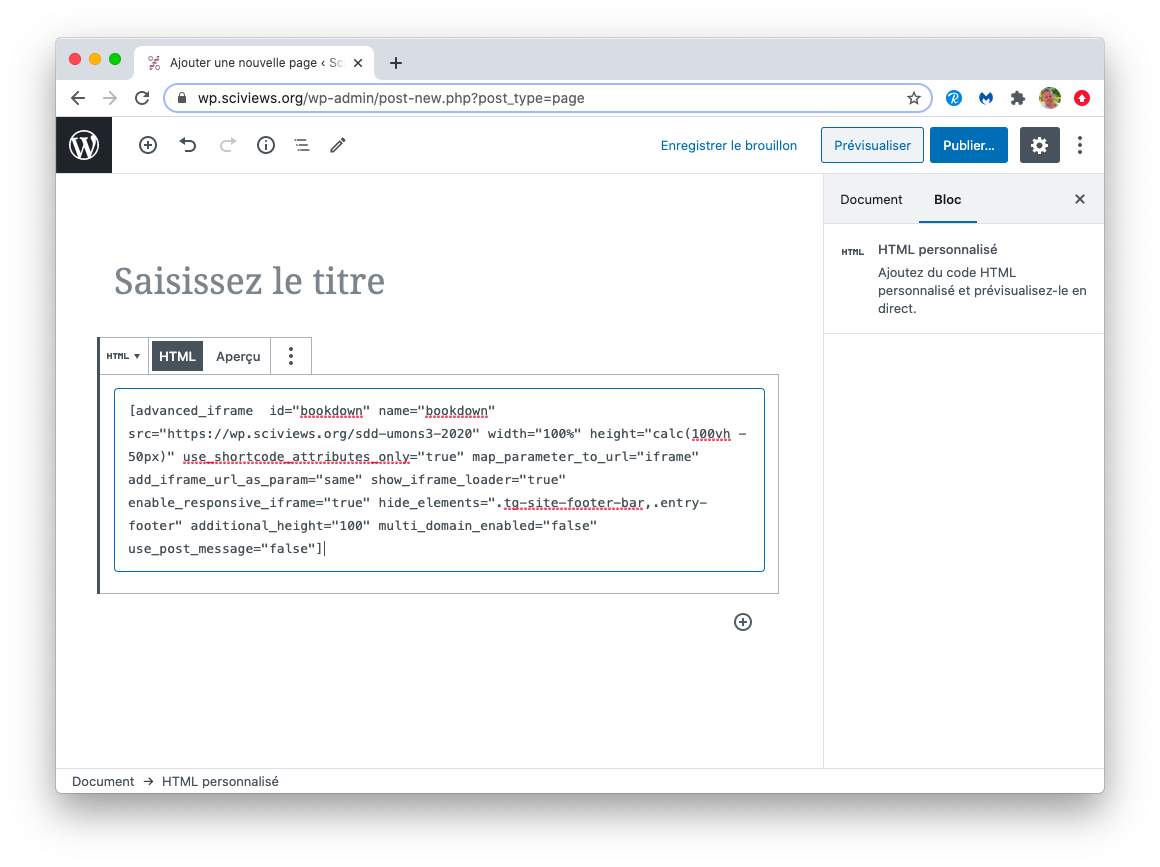 Ajouter une nouvelle page ‹ Sci
wp.sciviews.org/wp-admin/post-new.php?post_type=page
Enregistrer le brouillon
Prévisualiser
Publier...
Document
Bloc
HTML
HTML personnalisé
Ajoutez du code HTML
personnalisé et prévisualisez-le en
direct.
Saisissez le titre
HTML
HTML
Aperçu
[advanced_iframe  id="bookdown" name="bookdown"
src="https://wp.sciviews.org/sdd-umons3-2020" width="100%" height="calc(100vh -
50px)" use_shortcode_attributes_only="true" map_parameter_to_url="iframe"
add_iframe_url_as_param="same" show_iframe_loader="true"
enable_responsive_iframe="true" hide_elements=".tg-site-footer-bar,.entry-
footer" additional_height="100" multi_domain_enabled="false"
use_post_message="false"]
Document → HTML personnalisé